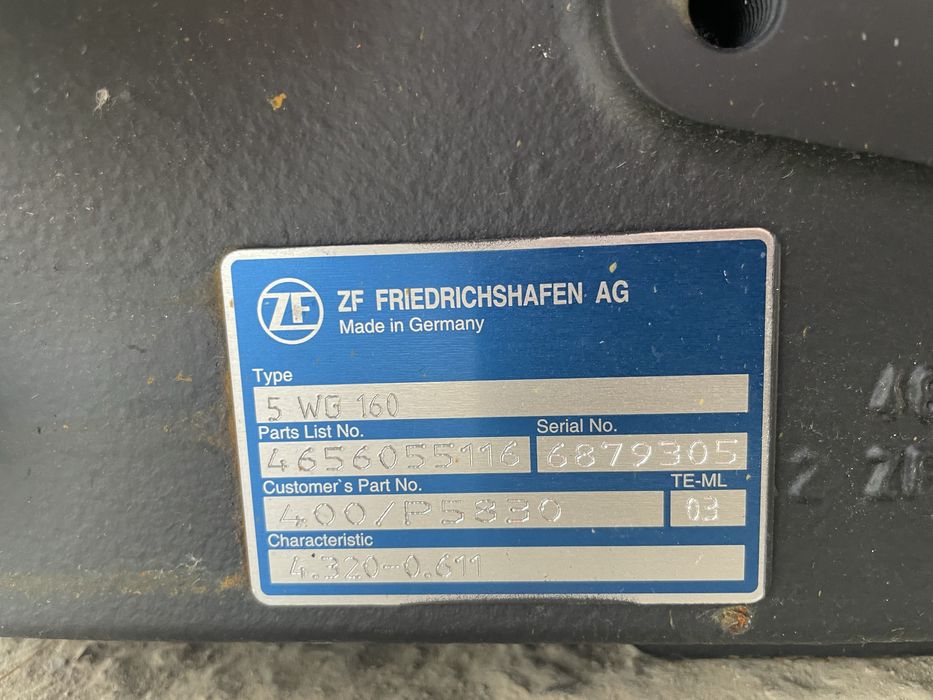 ZF ZF FRIEDRICHSHAFEN AG
Made in Germany
Type
5 WG 160
Parts List No. Serial No.
4656055116 6879305
Customer`s Part No. TE-ML
400/P5830 03
Characteristic
4.320-0.611